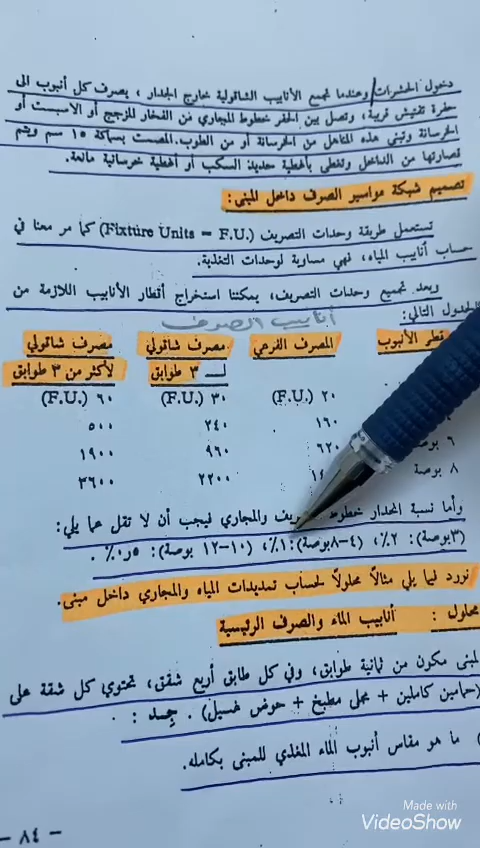 دخول الحشرات / وعندما تجمع الأنابيب الشاقولية خارج الجدار ، يصرف كل أنبوب الى
حفرة تفتيش قريبة، وتصل بين الحفر خطوط المجاري من الفخار المزجج أو الاسبست أو
الخرسانة وتبنى هذه المناهل من الخرسانة أو من الطوب المصمت بسماكة ١٥ سم ويتم
قصارتها من الداخل وتغطى بأغطية حديد السكب أو أغطية خرسانية مانعة.
تصميم شبكة مواسير الصرف داخل المبنى :
تستعمل طريقة وحدات التصريف (Fixture Units = F.U.) كما مر معنا في
حساب أنابيب المياه، فهي مساوية لوحدات التغذية.
وبعد تجميع وحدات التصريف، يمكننا استخراج أقطار الأنابيب اللازمة من
الجدول التالي: أنابيب الصرف
قطر الأنبوب المصرف الفرعي مصرف شاقولي مصرف شاقولي
لـ ٣ طوابق لأكثر من ٣ طوابق
٢٠ (F.U.) ٣٠ (F.U.) ٦٠ (F.U.)
١٦٠ ٢٤٠ ٥٠٠
٦ بوصة ٦٢٠ ٩٦٠ ١٩٠٠
٨ بوصة ٢٢٠٠ ٣٦٠٠
وأما نسبة انحدار خطوط والمجاري فيجب أن لا تقل عما يلي:
(٣بوصة): ٢٪، (٤-٨بوصة): ١٪، (١٠-١٢ بوصة): ٠٫٥٪ .
نورد فيما يلي مثالاً محلولاً لحساب تمديدات المياه والمجاري داخل مبنى.
محلول : أنابيب الماء والصرف الرئيسية
مبنى مكون من ثمانية طوابق، وفي كل طابق أربع شقق، تحتوي كل شقة على
(حمامين كاملين + مجلى مطبخ + حوض غسيل) . جد :
) ما هو مقاس أنبوب الماء المغذي للمبنى بكامله.
– ٨٤ –
Made with
VideoShow